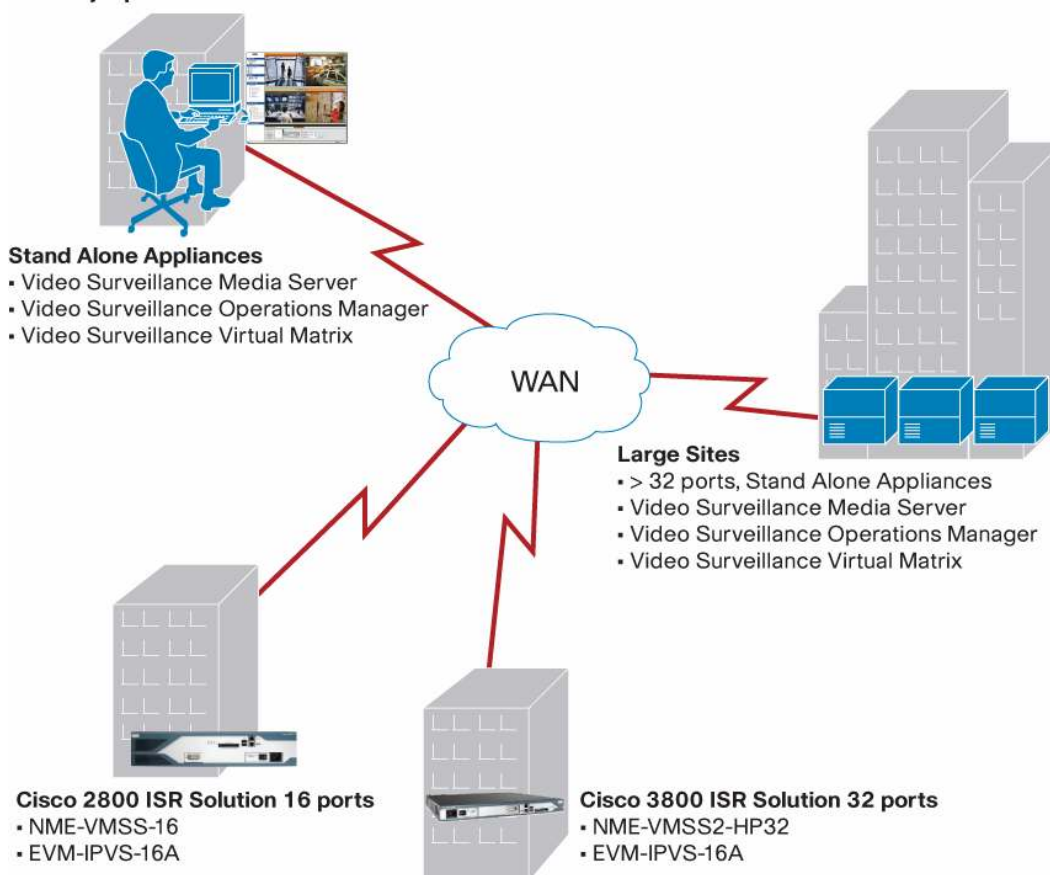 Stand Alone Appliances
▪ Video Surveillance Media Server
▪ Video Surveillance Operations Manager
▪ Video Surveillance Virtual Matrix
WAN
Large Sites
▪ > 32 ports, Stand Alone Appliances
▪ Video Surveillance Media Server
▪ Video Surveillance Operations Manager
▪ Video Surveillance Virtual Matrix
Cisco 2800 ISR Solution 16 ports
▪ NME-VMSS-16
▪ EVM-IPVS-16A
Cisco 3800 ISR Solution 32 ports
▪ NME-VMSS2-HP32
▪ EVM-IPVS-16A